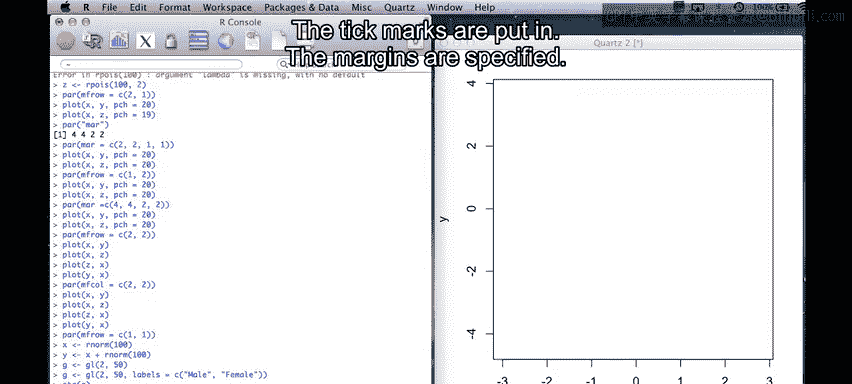 R File Edit Format Workspace Packages & Data Misc Quartz Window Help
R Console
Quartz 2 [*]
The tick marks are put in.
The margins are specified.
Error in rpois(100) : argument "lambda" is missing, with no default
> z <- rpois(100, 2)
> par(mfrow = c(2, 1))
> plot(x, y, pch = 20)
> plot(x, z, pch = 19)
> par("mar")
[1] 4 4 2 2
> par(mar = c(2, 2, 1, 1))
> plot(x, y, pch = 20)
> plot(x, z, pch = 20)
> par(mfrow = c(1, 2))
> plot(x, y, pch = 20)
> plot(x, z, pch = 20)
> par(mar =c(4, 4, 2, 2))
> plot(x, y, pch = 20)
> plot(x, z, pch = 20)
> par(mfrow = c(2, 2))
> plot(x, y)
> plot(x, z)
> plot(z, x)
> plot(y, x)
> par(mfcol = c(2, 2))
> plot(x, y)
> plot(x, z)
> plot(z, x)
> plot(y, x)
> par(mfrow = c(1, 1))
> x <- rnorm(100)
> y <- x + rnorm(100)
> g <- gl(2, 50)
> g <- gl(2, 50, labels = c("Male", "Female"))
> str(g)
y
4
2
0
-2
-4
-3 -2 -1 0 1 2 3